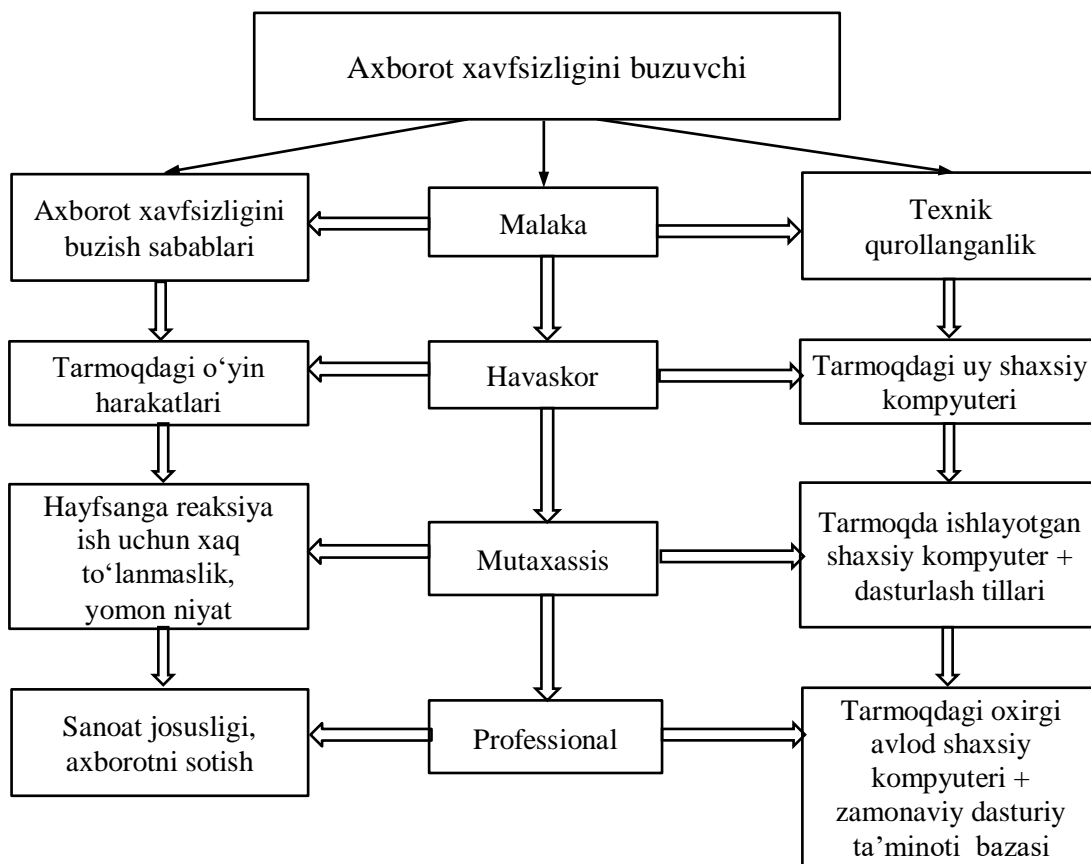 Axborot xavfsizligini buzuvchi
Axborot xavfsizligini
buzish sabablari
Malaka
Texnik
qurollanganlik
Tarmoqdagi o‘yin
harakatlari
Havaskor
Tarmoqdagi uy shaxsiy
kompyuteri
Hayfsanga reaksiya
ish uchun xaq
to‘lanmaslik,
yomon niyat
Mutaxassis
Tarmoqda ishlayotgan
shaxsiy kompyuter +
dasturlash tillari
Sanoat josusligi,
axborotni sotish
Professional
Tarmoqdagi oxirgi
avlod shaxsiy
kompyuteri +
zamonaviy dasturiy
ta’minoti bazasi